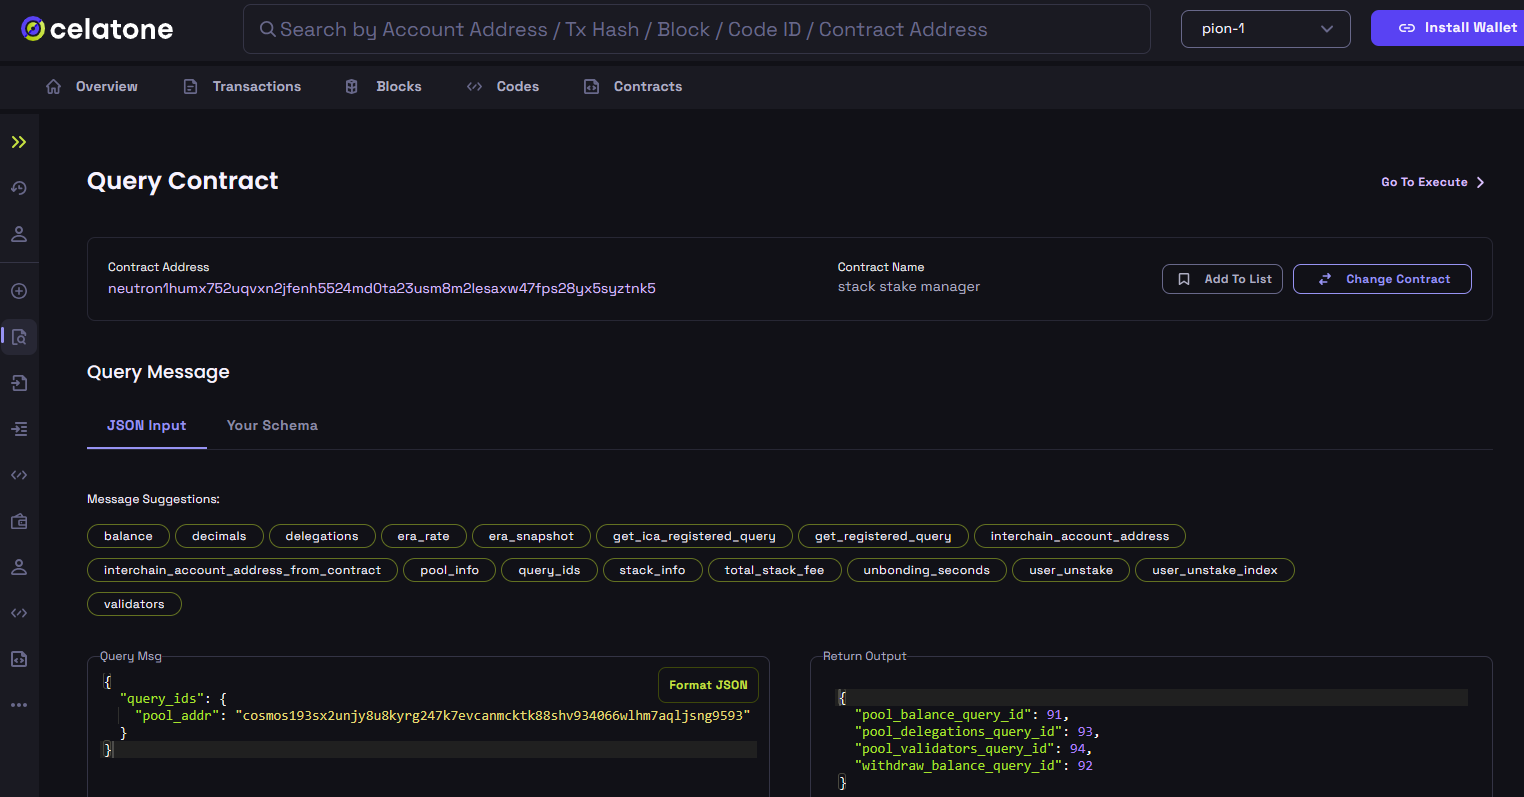 celatone
Search by Account Address / Tx Hash / Block / Code ID / Contract Address
pion-1
Install Wallet
Overview
Transactions
Blocks
Codes
Contracts
Query Contract
Go To Execute
Contract Address
neutron1humx752uqvxn2jfenh5524md0ta23usm8m2lesaxw47fps28yx5syztnk5
Contract Name
stack stake manager
Add To List
Change Contract
Query Message
JSON Input
Your Schema
Message Suggestions:
balance
decimals
delegations
era_rate
era_snapshot
get_ica_registered_query
get_registered_query
interchain_account_address
interchain_account_address_from_contract
pool_info
query_ids
stack_info
total_stack_fee
unbonding_seconds
user_unstake
user_unstake_index
validators
Query Msg
Format JSON
{
"query_ids": {
"pool_addr": "cosmos193sx2unjy8u8kyrg247k7evcanmcktk88shv934066wlhm7aqljsng9593"
}
}
Return Output
{
"pool_balance_query_id": 91,
"pool_delegations_query_id": 93,
"pool_validators_query_id": 94,
"withdraw_balance_query_id": 92
}